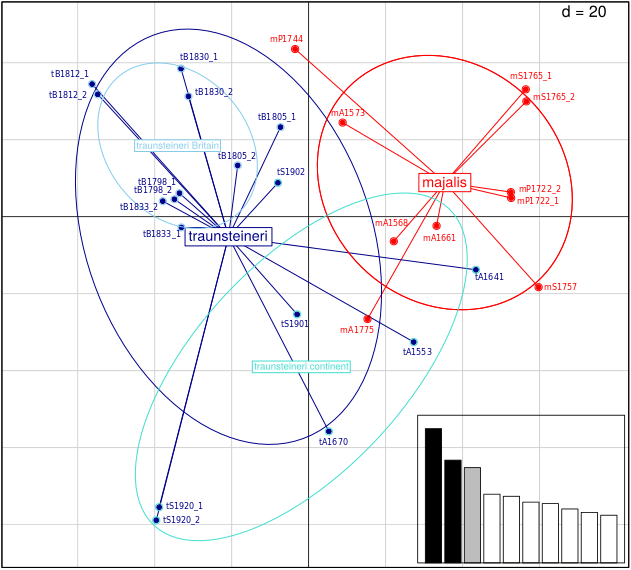 d = 20
mP1744
tB1830_1
tB1812_1
mS1765_1
tB1812_2
tB1830_2
mS1765_2
mA1573
tB1805_1
traunsteineri Britain
tB1805_2
tS1902
tB1798_1
majalis
mP1722_2
tB1798_2
mP1722_1
tB1833_2
mA1568
tB1833_1
traunsteineri
mA1661
tA1641
mS1757
tS1901
mA1775
tA1553
traunsteineri continent
tA1670
tS1920_1
tS1920_2